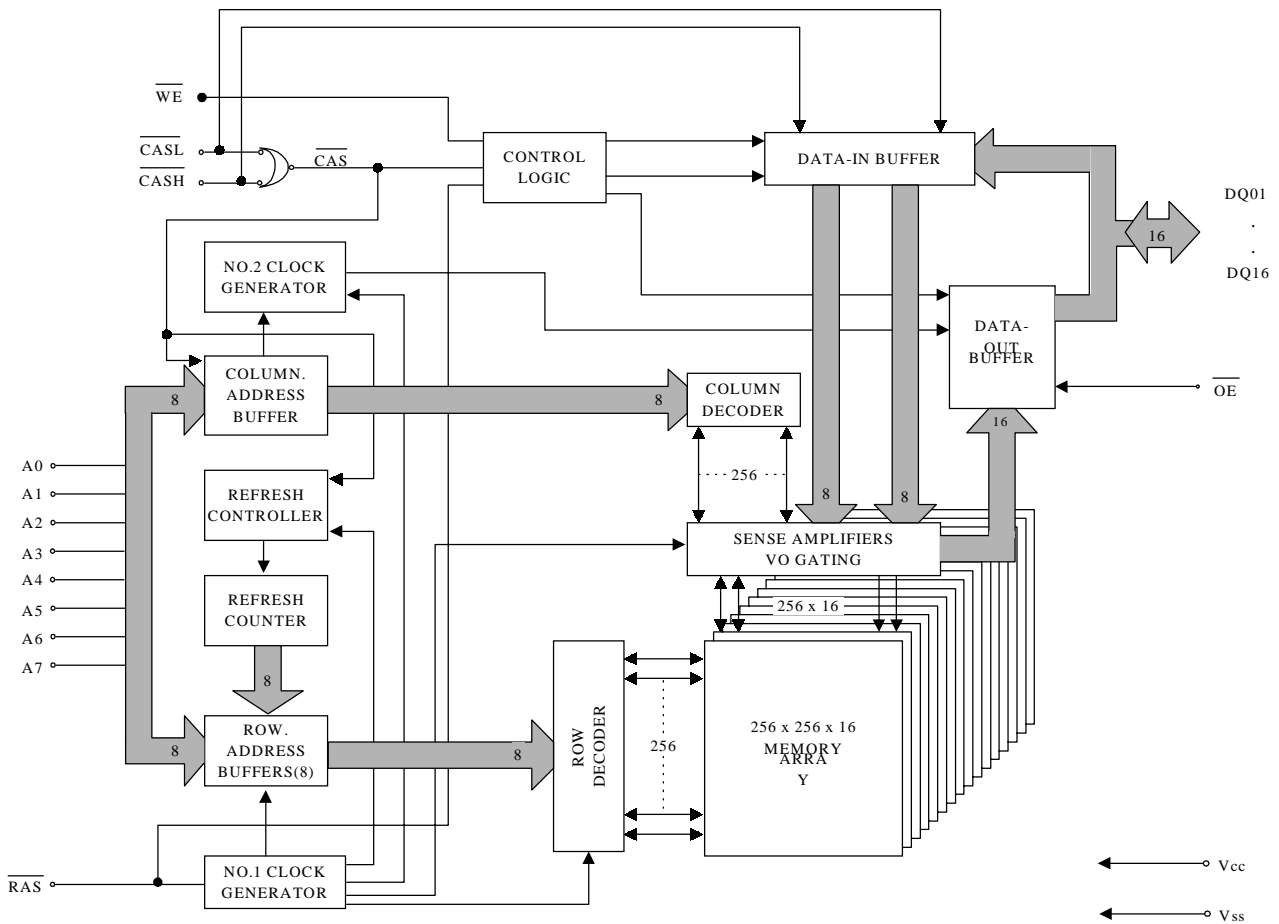 WE
CASL
CASH
CAS
CONTROL
LOGIC
DATA-IN BUFFER
DQ01
.
.
DQ16
16
NO.2 CLOCK
GENERATOR
DATA-
OUT
BUFFER
COLUMN.
ADDRESS
BUFFER
8
8
COLUMN
DECODER
OE
16
A0
A1
A2
A3
A4
A5
A6
A7
REFRESH
CONTROLLER
256
8
8
SENSE AMPLIFIERS
VO GATING
REFRESH
COUNTER
256 x 16
8
ROW.
ADDRESS
BUFFERS(8)
8
8
ROW
DECODER
256
256 x 256 x 16
MEMORY
ARRA
Y
RAS
NO.1 CLOCK
GENERATOR
Vcc
Vss